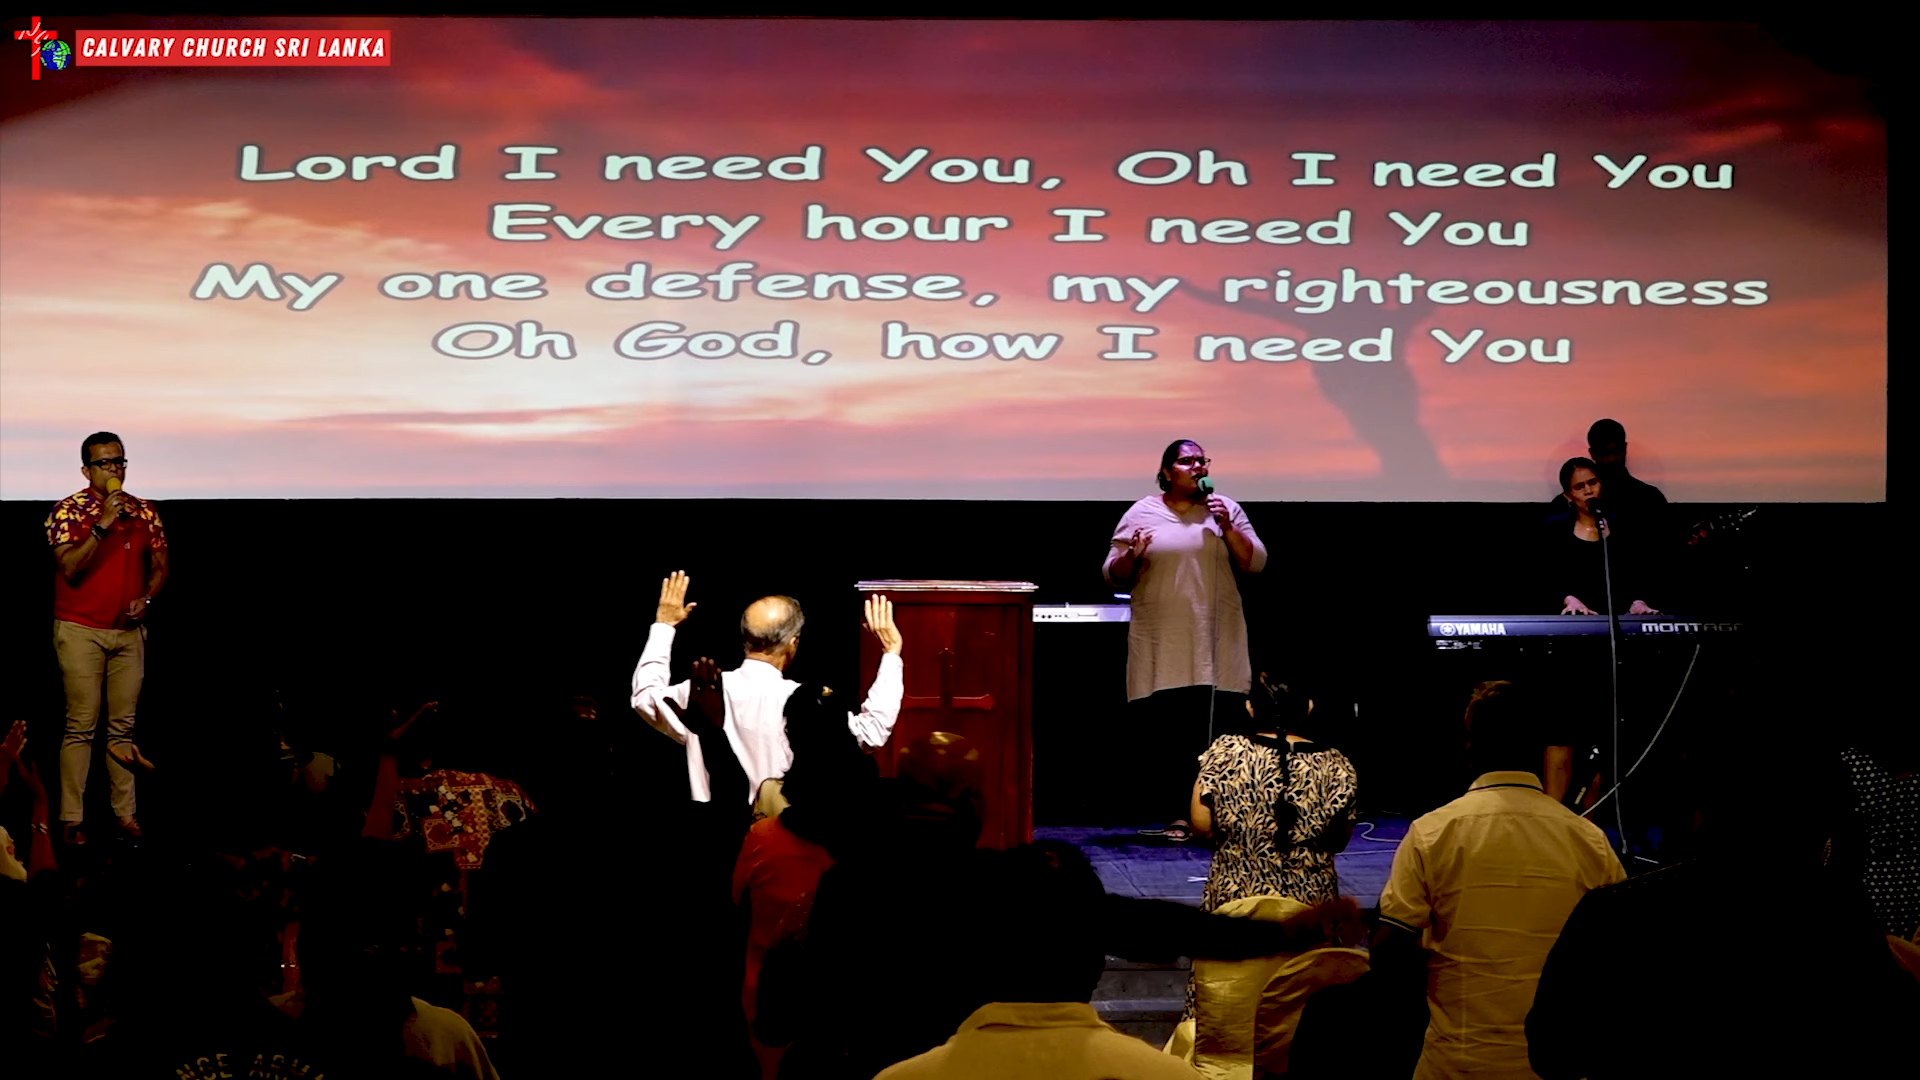 CALVARY CHURCH SRI LANKA
Lord I need You, Oh I need You
Every hour I need You
My one defense, my righteousness
Oh God, how I need You
YAMAHA
MONTAGE